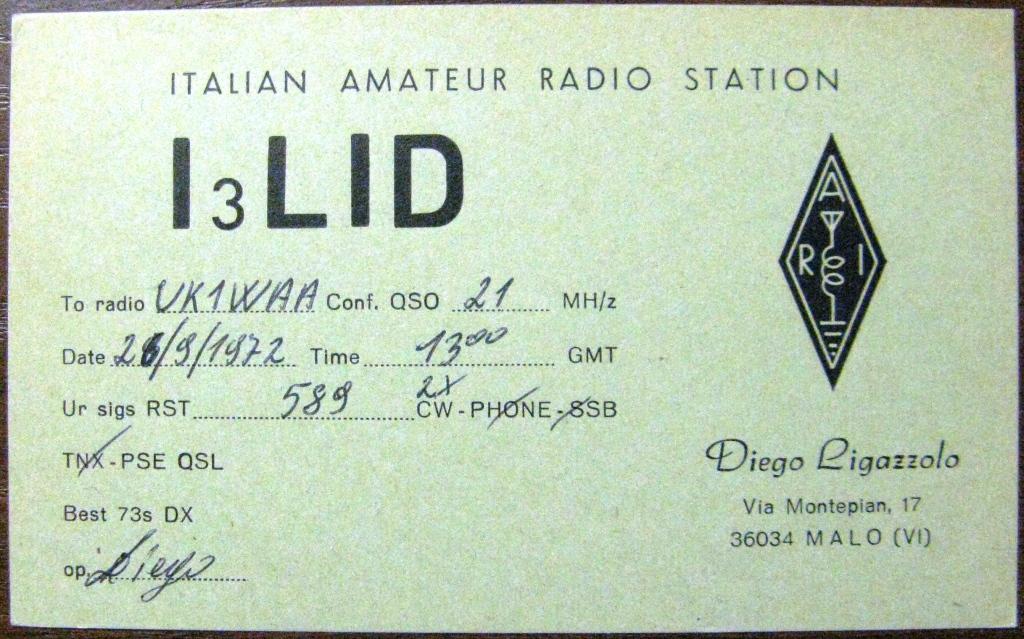 ITALIAN AMATEUR RADIO STATION
I3LID
To radio UK1WAA Conf. QSO 21 MH/z
Date 26/9/1972 Time 13⁰⁰ GMT
Ur sigs RST 589 2X CW-PHONE-SSB
TNX-PSE QSL
Best 73s DX
op. Diego
A
R I
Diego Ligazzolo
Via Montepian, 17
36034 MALO (VI)